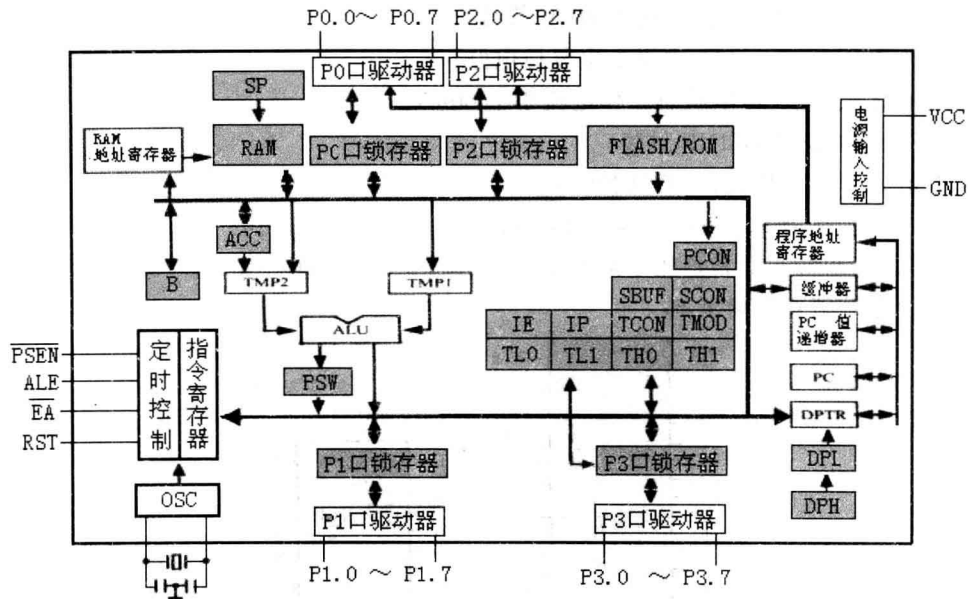 P0.0～ P0.7 P2.0 ～P2.7
P0口驱动器 P2口驱动器
SP
VCC
RAM
地址寄存器
RAM
PC口锁存器
P2口锁存器
FLASH/ROM
电源输入控制
GND
ACC
PCON
程序地址
寄存器
B
TMP2
TMP1
SBUF SCON
缓冲器
ALU
IE IP TCON TMOD
PC 值
递增器
PSEN
定时控制
指令寄存器
TL0 TL1 TH0 TH1
ALE
PSW
PC
EA
DPTR
RST
P1口锁存器
P3口锁存器
DPL
OSC
DPH
P1口驱动器
P3口驱动器
P1.0 ～ P1.7
P3.0 ～ P3.7